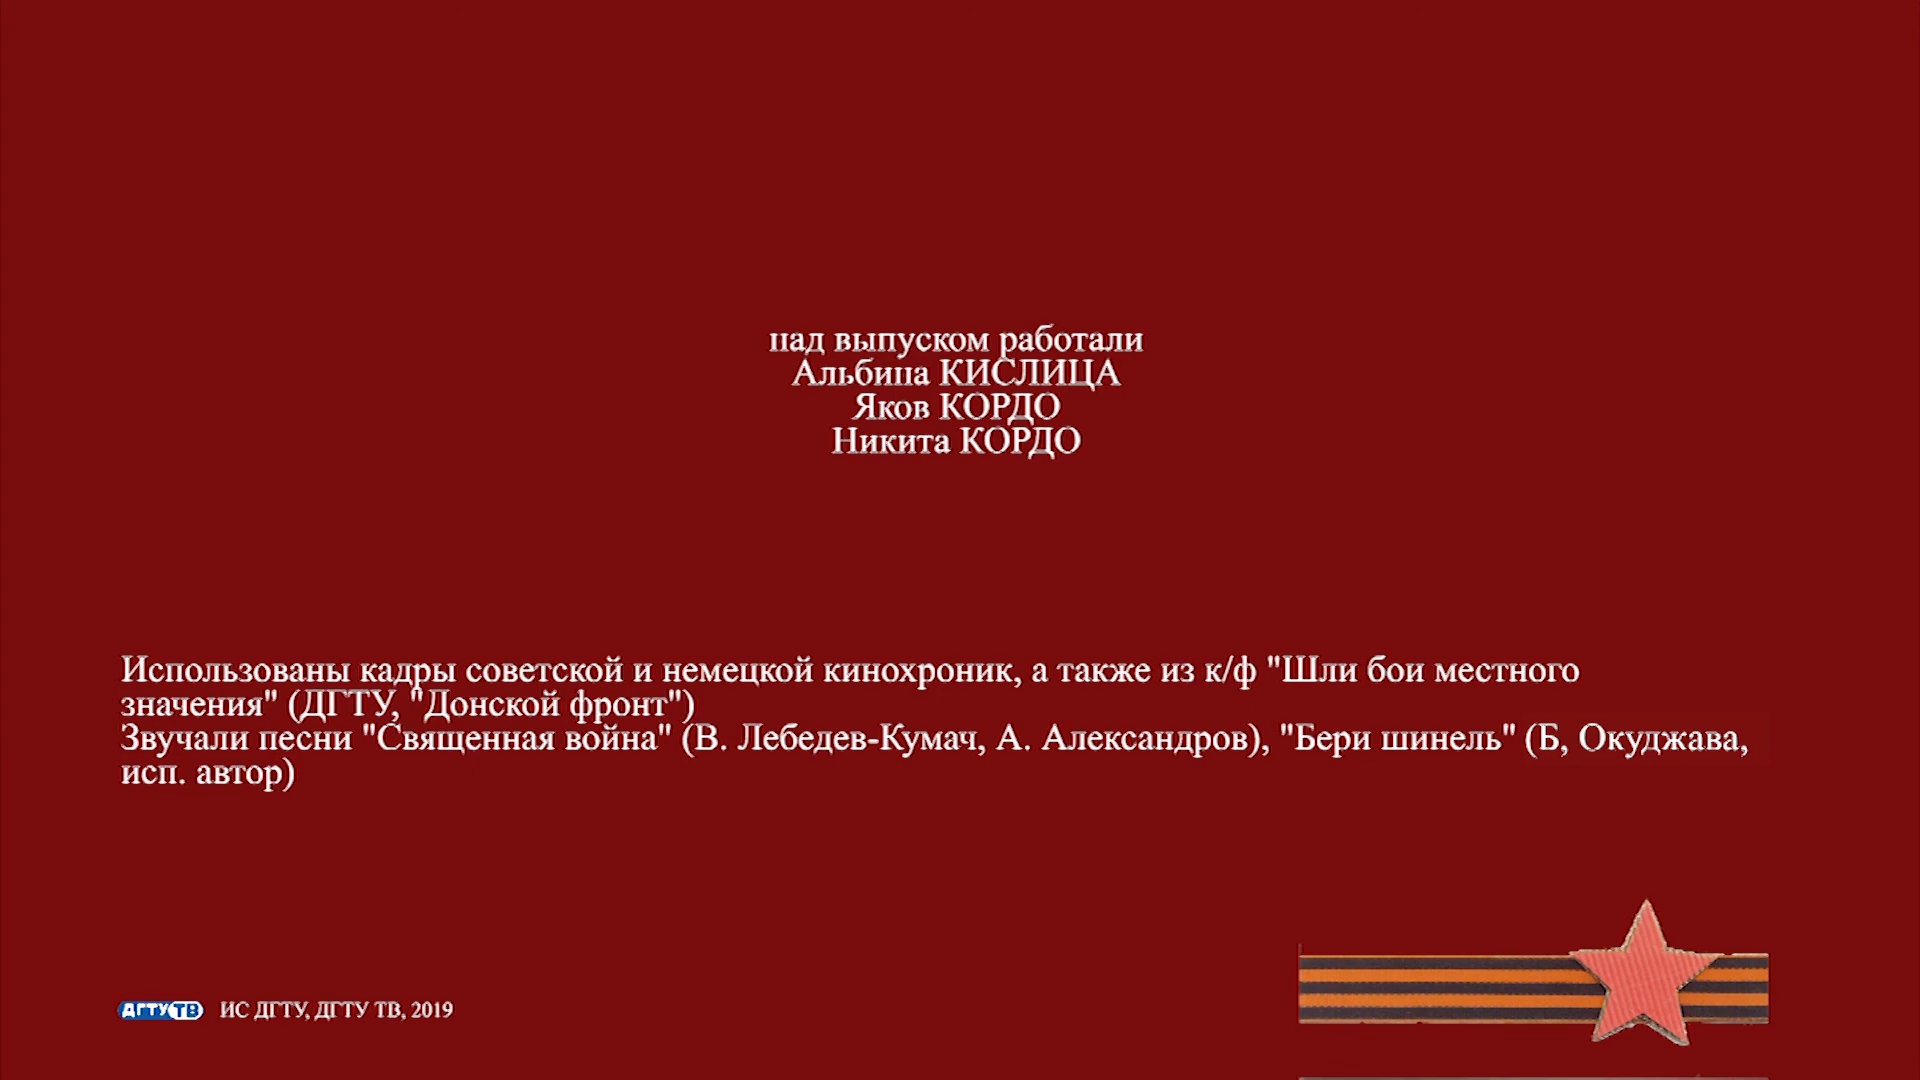 над выпуском работали
Альбина КИСЛИЦА
Яков КОРДО
Никита КОРДО
Использованы кадры советской и немецкой кинохроник, а также из к/ф "Шли бои местного
значения" (ДГТУ, "Донской фронт")
Звучали песни "Священная война" (В. Лебедев-Кумач, А. Александров), "Бери шинель" (Б, Окуджава,
исп. автор)
ДГТУ ТВ ИС ДГТУ, ДГТУ ТВ, 2019